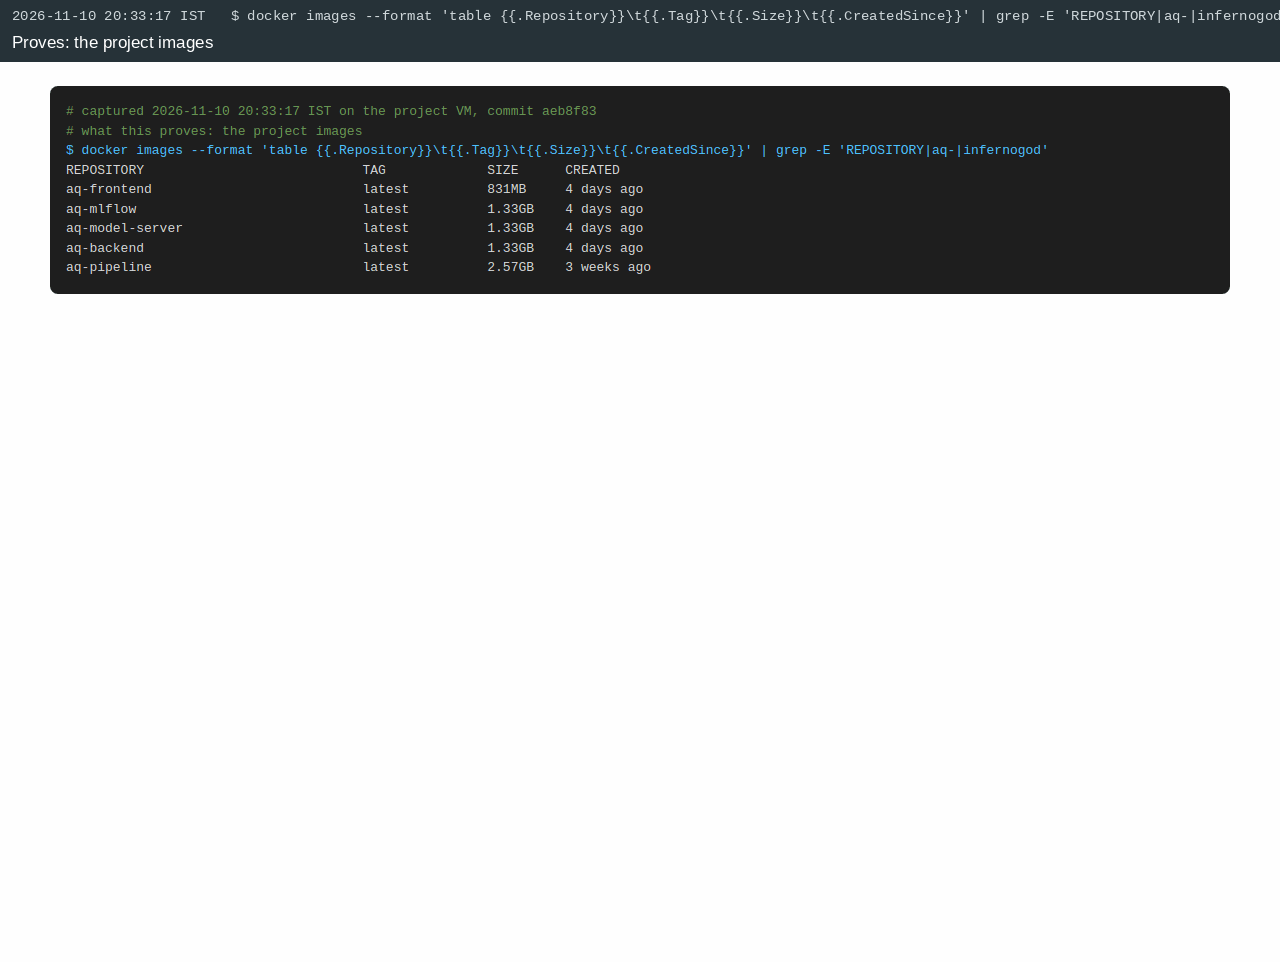 2026-11-10 20:33:17 IST $ docker images --format 'table {{.Repository}}\t{{.Tag}}\t{{.Size}}\t{{.CreatedSince}}' | grep -E 'REPOSITORY|aq-|infernogod
Proves: the project images
# captured 2026-11-10 20:33:17 IST on the project VM, commit aeb8f83
# what this proves: the project images
$ docker images --format 'table {{.Repository}}\t{{.Tag}}\t{{.Size}}\t{{.CreatedSince}}' | grep -E 'REPOSITORY|aq-|infernogod'
REPOSITORY TAG SIZE CREATED
aq-frontend latest 831MB 4 days ago
aq-mlflow latest 1.33GB 4 days ago
aq-model-server latest 1.33GB 4 days ago
aq-backend latest 1.33GB 4 days ago
aq-pipeline latest 2.57GB 3 weeks ago